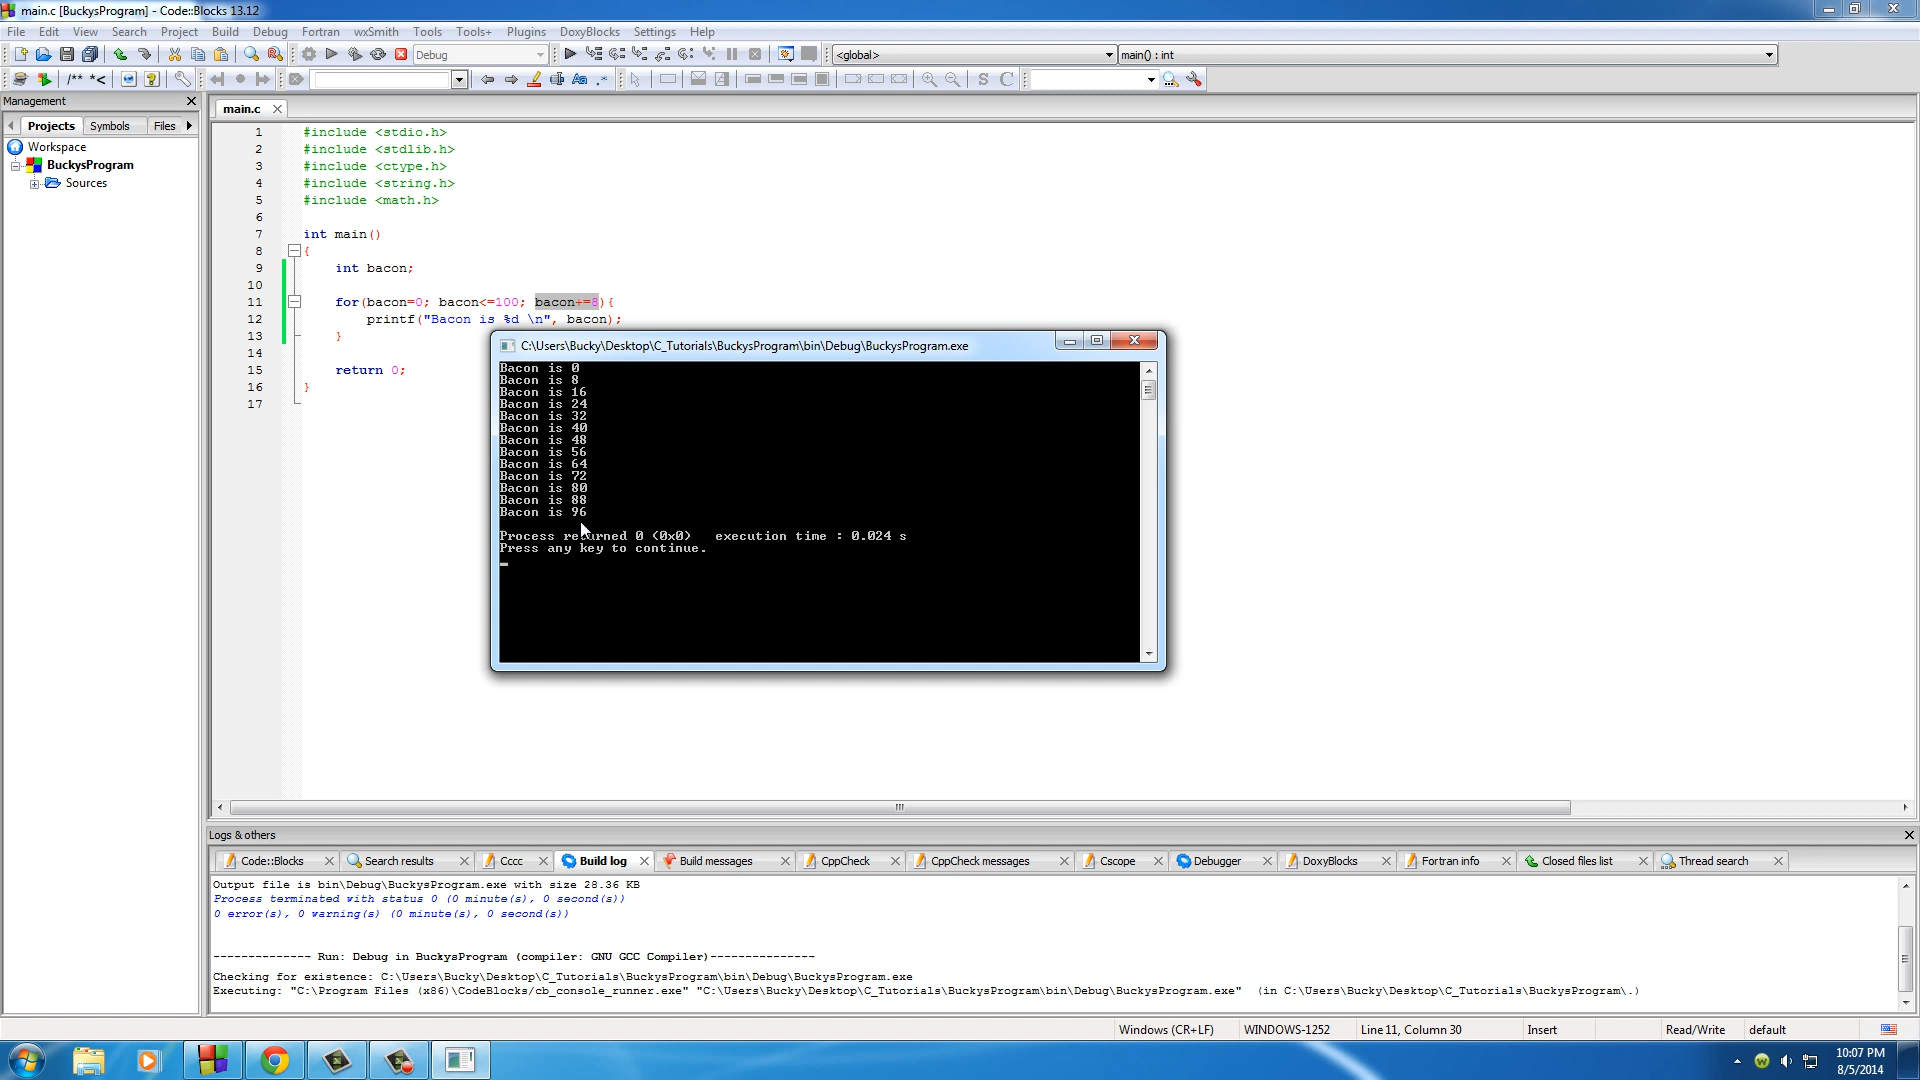 main.c [BuckysProgram] - Code::Blocks 13.12
File Edit View Search Project Build Debug Fortran wxSmith Tools Tools+ Plugins DoxyBlocks Settings Help
Debug <global> main() : int
/** *< Aa .* S C
Management
main.c
Projects Symbols Files
Workspace
BuckysProgram
Sources
1 #include <stdio.h>
2 #include <stdlib.h>
3 #include <ctype.h>
4 #include <string.h>
5 #include <math.h>
6
7 int main()
8 {
9 int bacon;
10
11 for(bacon=0; bacon<=100; bacon+=8){
12 printf("Bacon is %d \n", bacon);
13 }
14
15 return 0;
16 }
17
C:\Users\Bucky\Desktop\C_Tutorials\BuckysProgram\bin\Debug\BuckysProgram.exe
Bacon is 0
Bacon is 8
Bacon is 16
Bacon is 24
Bacon is 32
Bacon is 40
Bacon is 48
Bacon is 56
Bacon is 64
Bacon is 72
Bacon is 80
Bacon is 88
Bacon is 96
Process returned 0 (0x0) execution time : 0.024 s
Press any key to continue.
Logs & others
Code::Blocks Search results Cccc Build log Build messages CppCheck CppCheck messages Cscope Debugger DoxyBlocks Fortran info Closed files list Thread search
Output file is bin\Debug\BuckysProgram.exe with size 28.36 KB
Process terminated with status 0 (0 minute(s), 0 second(s))
0 error(s), 0 warning(s) (0 minute(s), 0 second(s))
-------------- Run: Debug in BuckysProgram (compiler: GNU GCC Compiler)---------------
Checking for existence: C:\Users\Bucky\Desktop\C_Tutorials\BuckysProgram\bin\Debug\BuckysProgram.exe
Executing: "C:\Program Files (x86)\CodeBlocks/cb_console_runner.exe" "C:\Users\Bucky\Desktop\C_Tutorials\BuckysProgram\bin\Debug\BuckysProgram.exe" (in C:\Users\Bucky\Desktop\C_Tutorials\BuckysProgram\.)
Windows (CR+LF) WINDOWS-1252 Line 11, Column 30 Insert Read/Write default
10:07 PM
8/5/2014